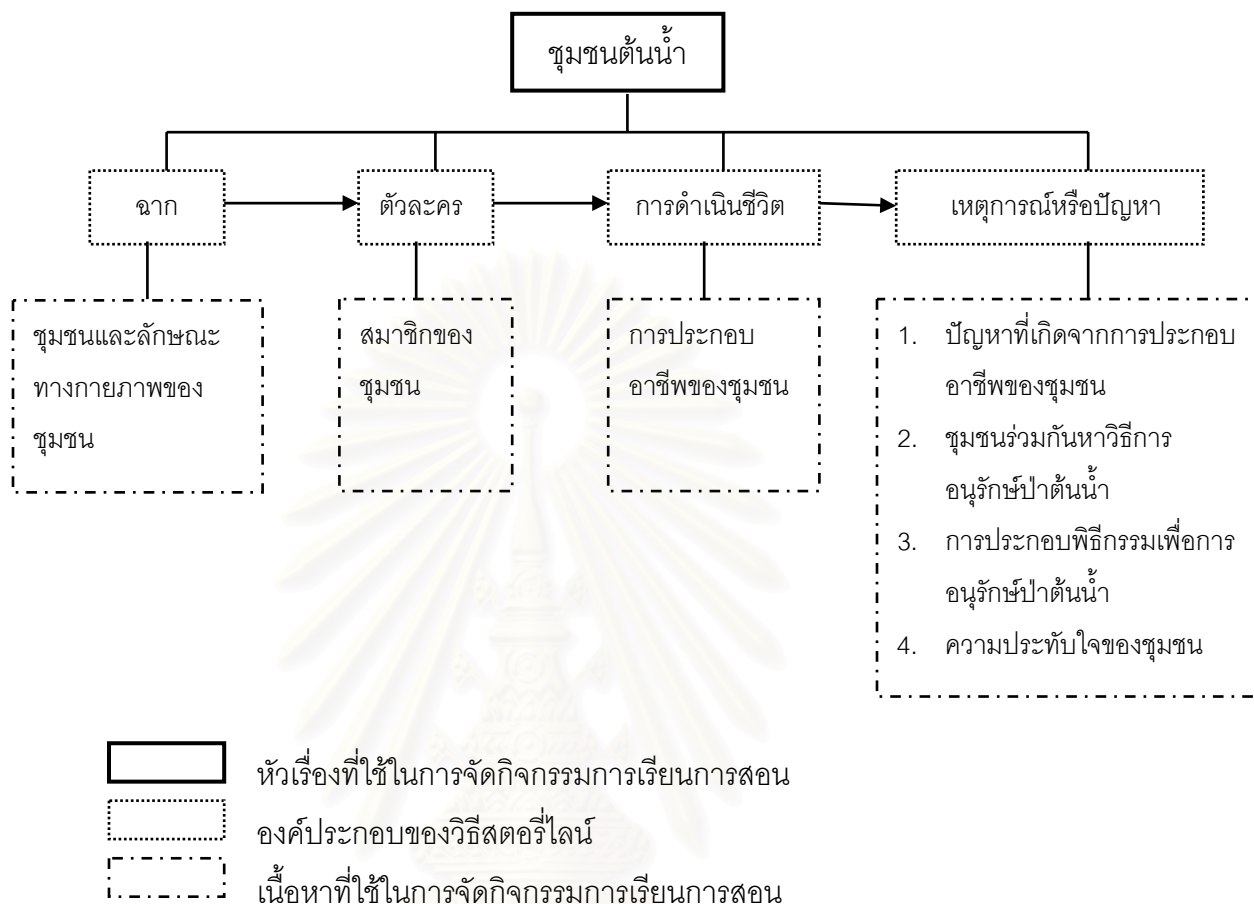 ชุมชนต้นน้ำ
ฉาก
ตัวละคร
การดำเนินชีวิต
เหตุการณ์หรือปัญหา
ชุมชนและลักษณะ
ทางกายภาพของ
ชุมชน
สมาชิกของ
ชุมชน
การประกอบ
อาชีพของชุมชน
1. ปัญหาที่เกิดจากการประกอบ
อาชีพของชุมชน
2. ชุมชนร่วมกันหาวิธีการ
อนุรักษ์ป่าต้นน้ำ
3. การประกอบพิธีกรรมเพื่อการ
อนุรักษ์ป่าต้นน้ำ
4. ความประทับใจของชุมชน
หัวเรื่องที่ใช้ในการจัดกิจกรรมการเรียนการสอน
องค์ประกอบของวิธีสตอรี่ไลน์
เนื้อหาที่ใช้ในการจัดกิจกรรมการเรียนการสอน